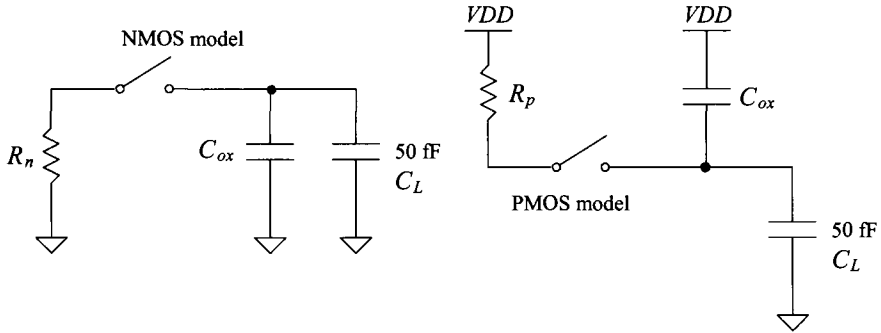 NMOS model
Rn
Cox
50 fF
CL
VDD
Rp
PMOS model
VDD
Cox
50 fF
CL